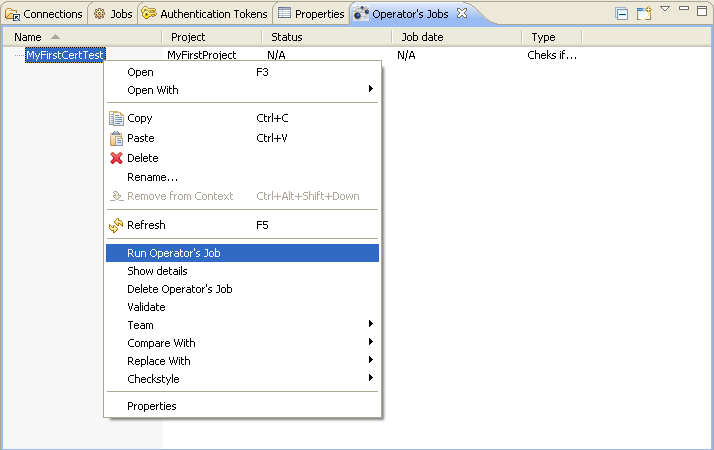 Connections Jobs Authentication Tokens Properties Operator's Jobs
Name Project Status Job date Type
MyFirstCertTest MyFirstProject N/A N/A Cheks if...
Open F3
Open With
Copy Ctrl+C
Paste Ctrl+V
Delete
Rename...
Remove from Context Ctrl+Alt+Shift+Down
Refresh F5
Run Operator's Job
Show details
Delete Operator's Job
Validate
Team
Compare With
Replace With
Checkstyle
Properties